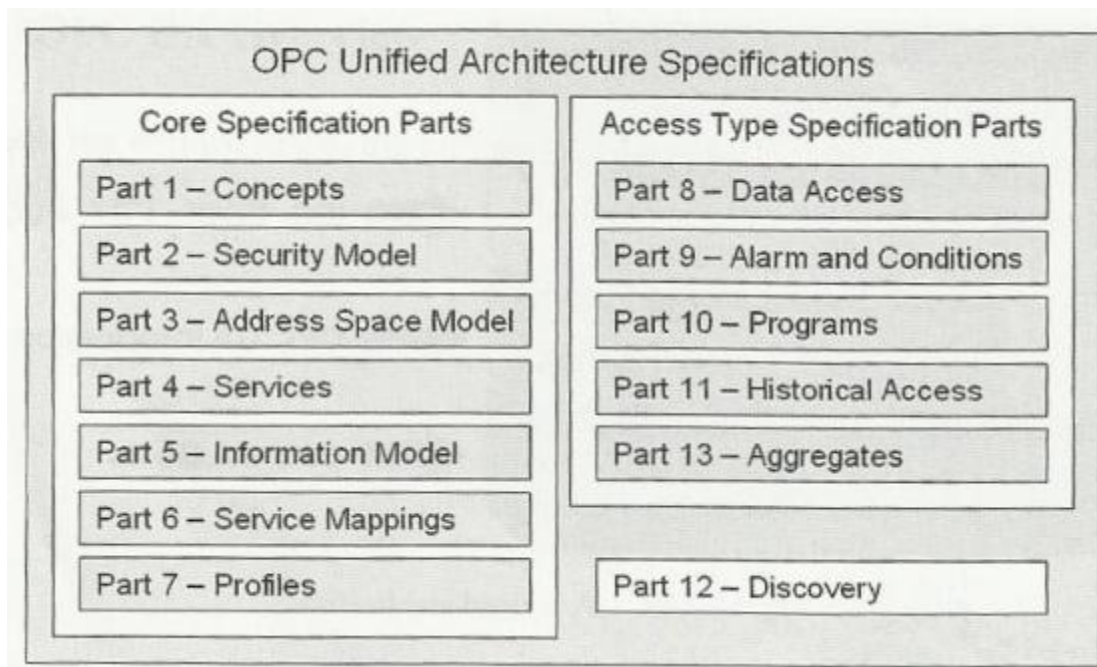 OPC Unified Architecture Specifications
Core Specification Parts
Part 1 – Concepts
Part 2 – Security Model
Part 3 – Address Space Model
Part 4 – Services
Part 5 – Information Model
Part 6 – Service Mappings
Part 7 – Profiles
Access Type Specification Parts
Part 8 – Data Access
Part 9 – Alarm and Conditions
Part 10 – Programs
Part 11 – Historical Access
Part 13 – Aggregates
Part 12 – Discovery